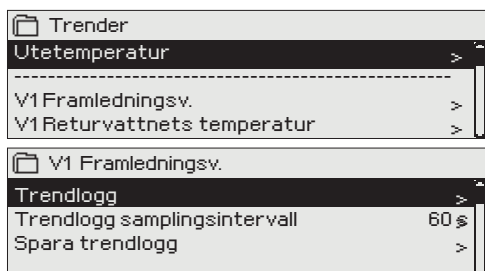 Trender
Utetemperatur >
--------------------------------------------------
V1 Framledningsv. >
V1 Returvattnets temperatur >
V1 Framledningsv.
Trendlogg >
Trendlogg samplingsintervall 60 s
Spara trendlogg >